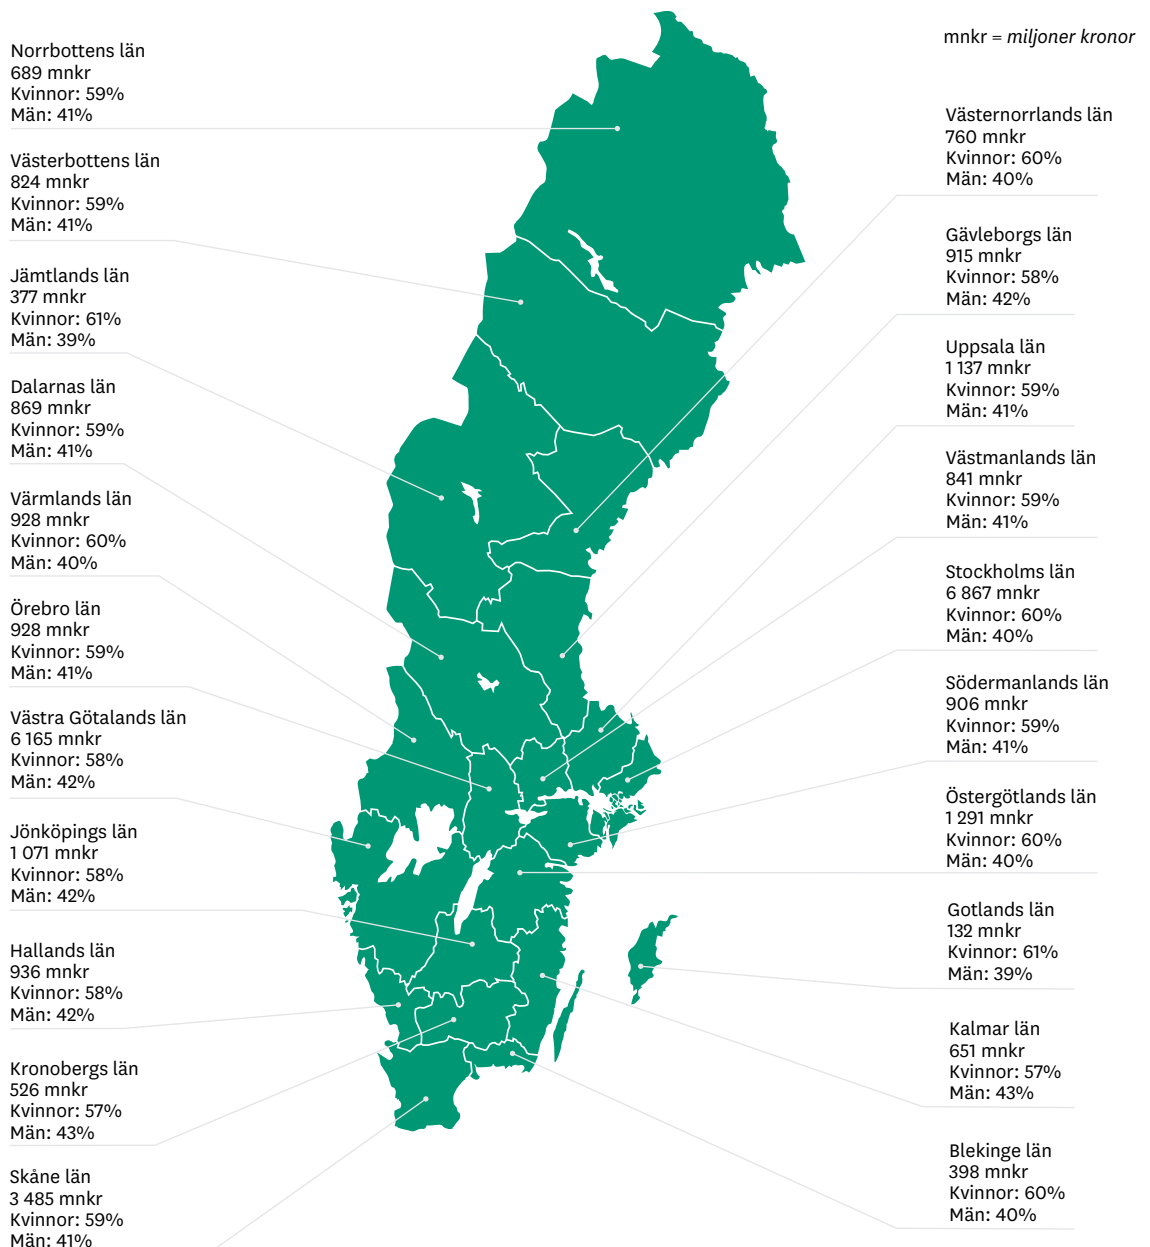 Norrbottens län
689 mnkr
Kvinnor: 59%
Män: 41%
Västerbottens län
824 mnkr
Kvinnor: 59%
Män: 41%
Jämtlands län
377 mnkr
Kvinnor: 61%
Män: 39%
Dalarnas län
869 mnkr
Kvinnor: 59%
Män: 41%
Värmlands län
928 mnkr
Kvinnor: 60%
Män: 40%
Örebro län
928 mnkr
Kvinnor: 59%
Män: 41%
Västra Götalands län
6 165 mnkr
Kvinnor: 58%
Män: 42%
Jönköpings län
1 071 mnkr
Kvinnor: 58%
Män: 42%
Hallands län
936 mnkr
Kvinnor: 58%
Män: 42%
Kronobergs län
526 mnkr
Kvinnor: 57%
Män: 43%
Skåne län
3 485 mnkr
Kvinnor: 59%
Män: 41%
mnkr = miljoner kronor
Västernorrlands län
760 mnkr
Kvinnor: 60%
Män: 40%
Gävleborgs län
915 mnkr
Kvinnor: 58%
Män: 42%
Uppsala län
1 137 mnkr
Kvinnor: 59%
Män: 41%
Västmanlands län
841 mnkr
Kvinnor: 59%
Män: 41%
Stockholms län
6 867 mnkr
Kvinnor: 60%
Män: 40%
Södermanlands län
906 mnkr
Kvinnor: 59%
Män: 41%
Östergötlands län
1 291 mnkr
Kvinnor: 60%
Män: 40%
Gotlands län
132 mnkr
Kvinnor: 61%
Män: 39%
Kalmar län
651 mnkr
Kvinnor: 57%
Män: 43%
Blekinge län
398 mnkr
Kvinnor: 60%
Män: 40%